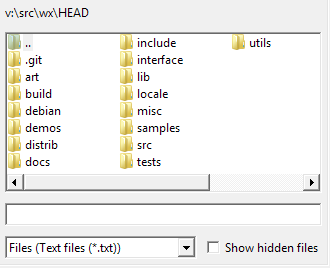 v:\src\wx\HEAD
..
.git
art
build
debian
demos
distrib
docs
include
interface
lib
locale
misc
samples
src
tests
utils
Files (Text files (*.txt))
Show hidden files